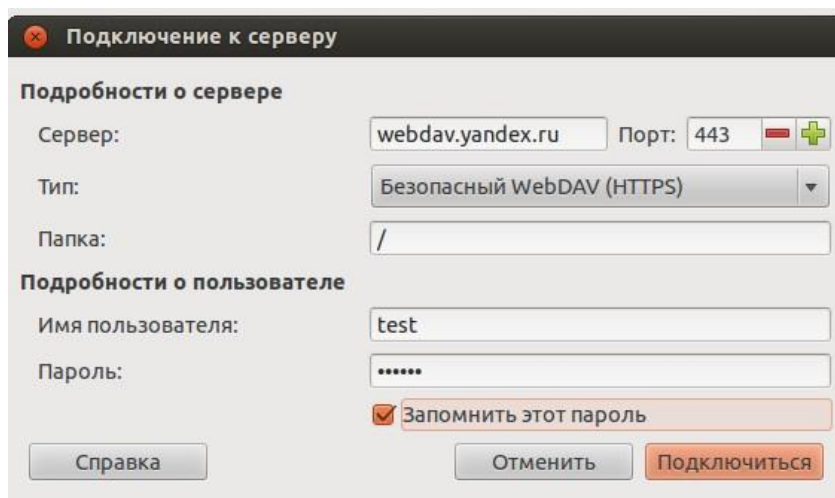 Подключение к серверу
Подробности о сервере
Сервер: webdav.yandex.ru Порт: 443
Тип: Безопасный WebDAV (HTTPS)
Папка: /
Подробности о пользователе
Имя пользователя: test
Пароль: ••••••
Запомнить этот пароль
Справка Отменить Подключиться